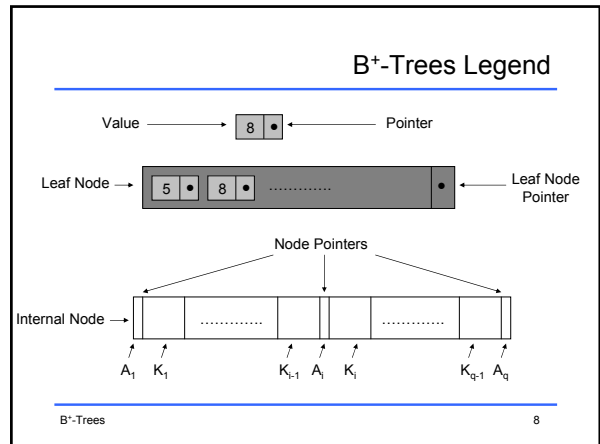 B⁺-Trees Legend
Value
8 •
Pointer
Leaf Node
5 • 8 • ............. •
Leaf Node
Pointer
Node Pointers
Internal Node
............. .............
A₁ K₁ Kᵢ₋₁ Aᵢ Kᵢ K_q-1 A_q
B⁺-Trees
8